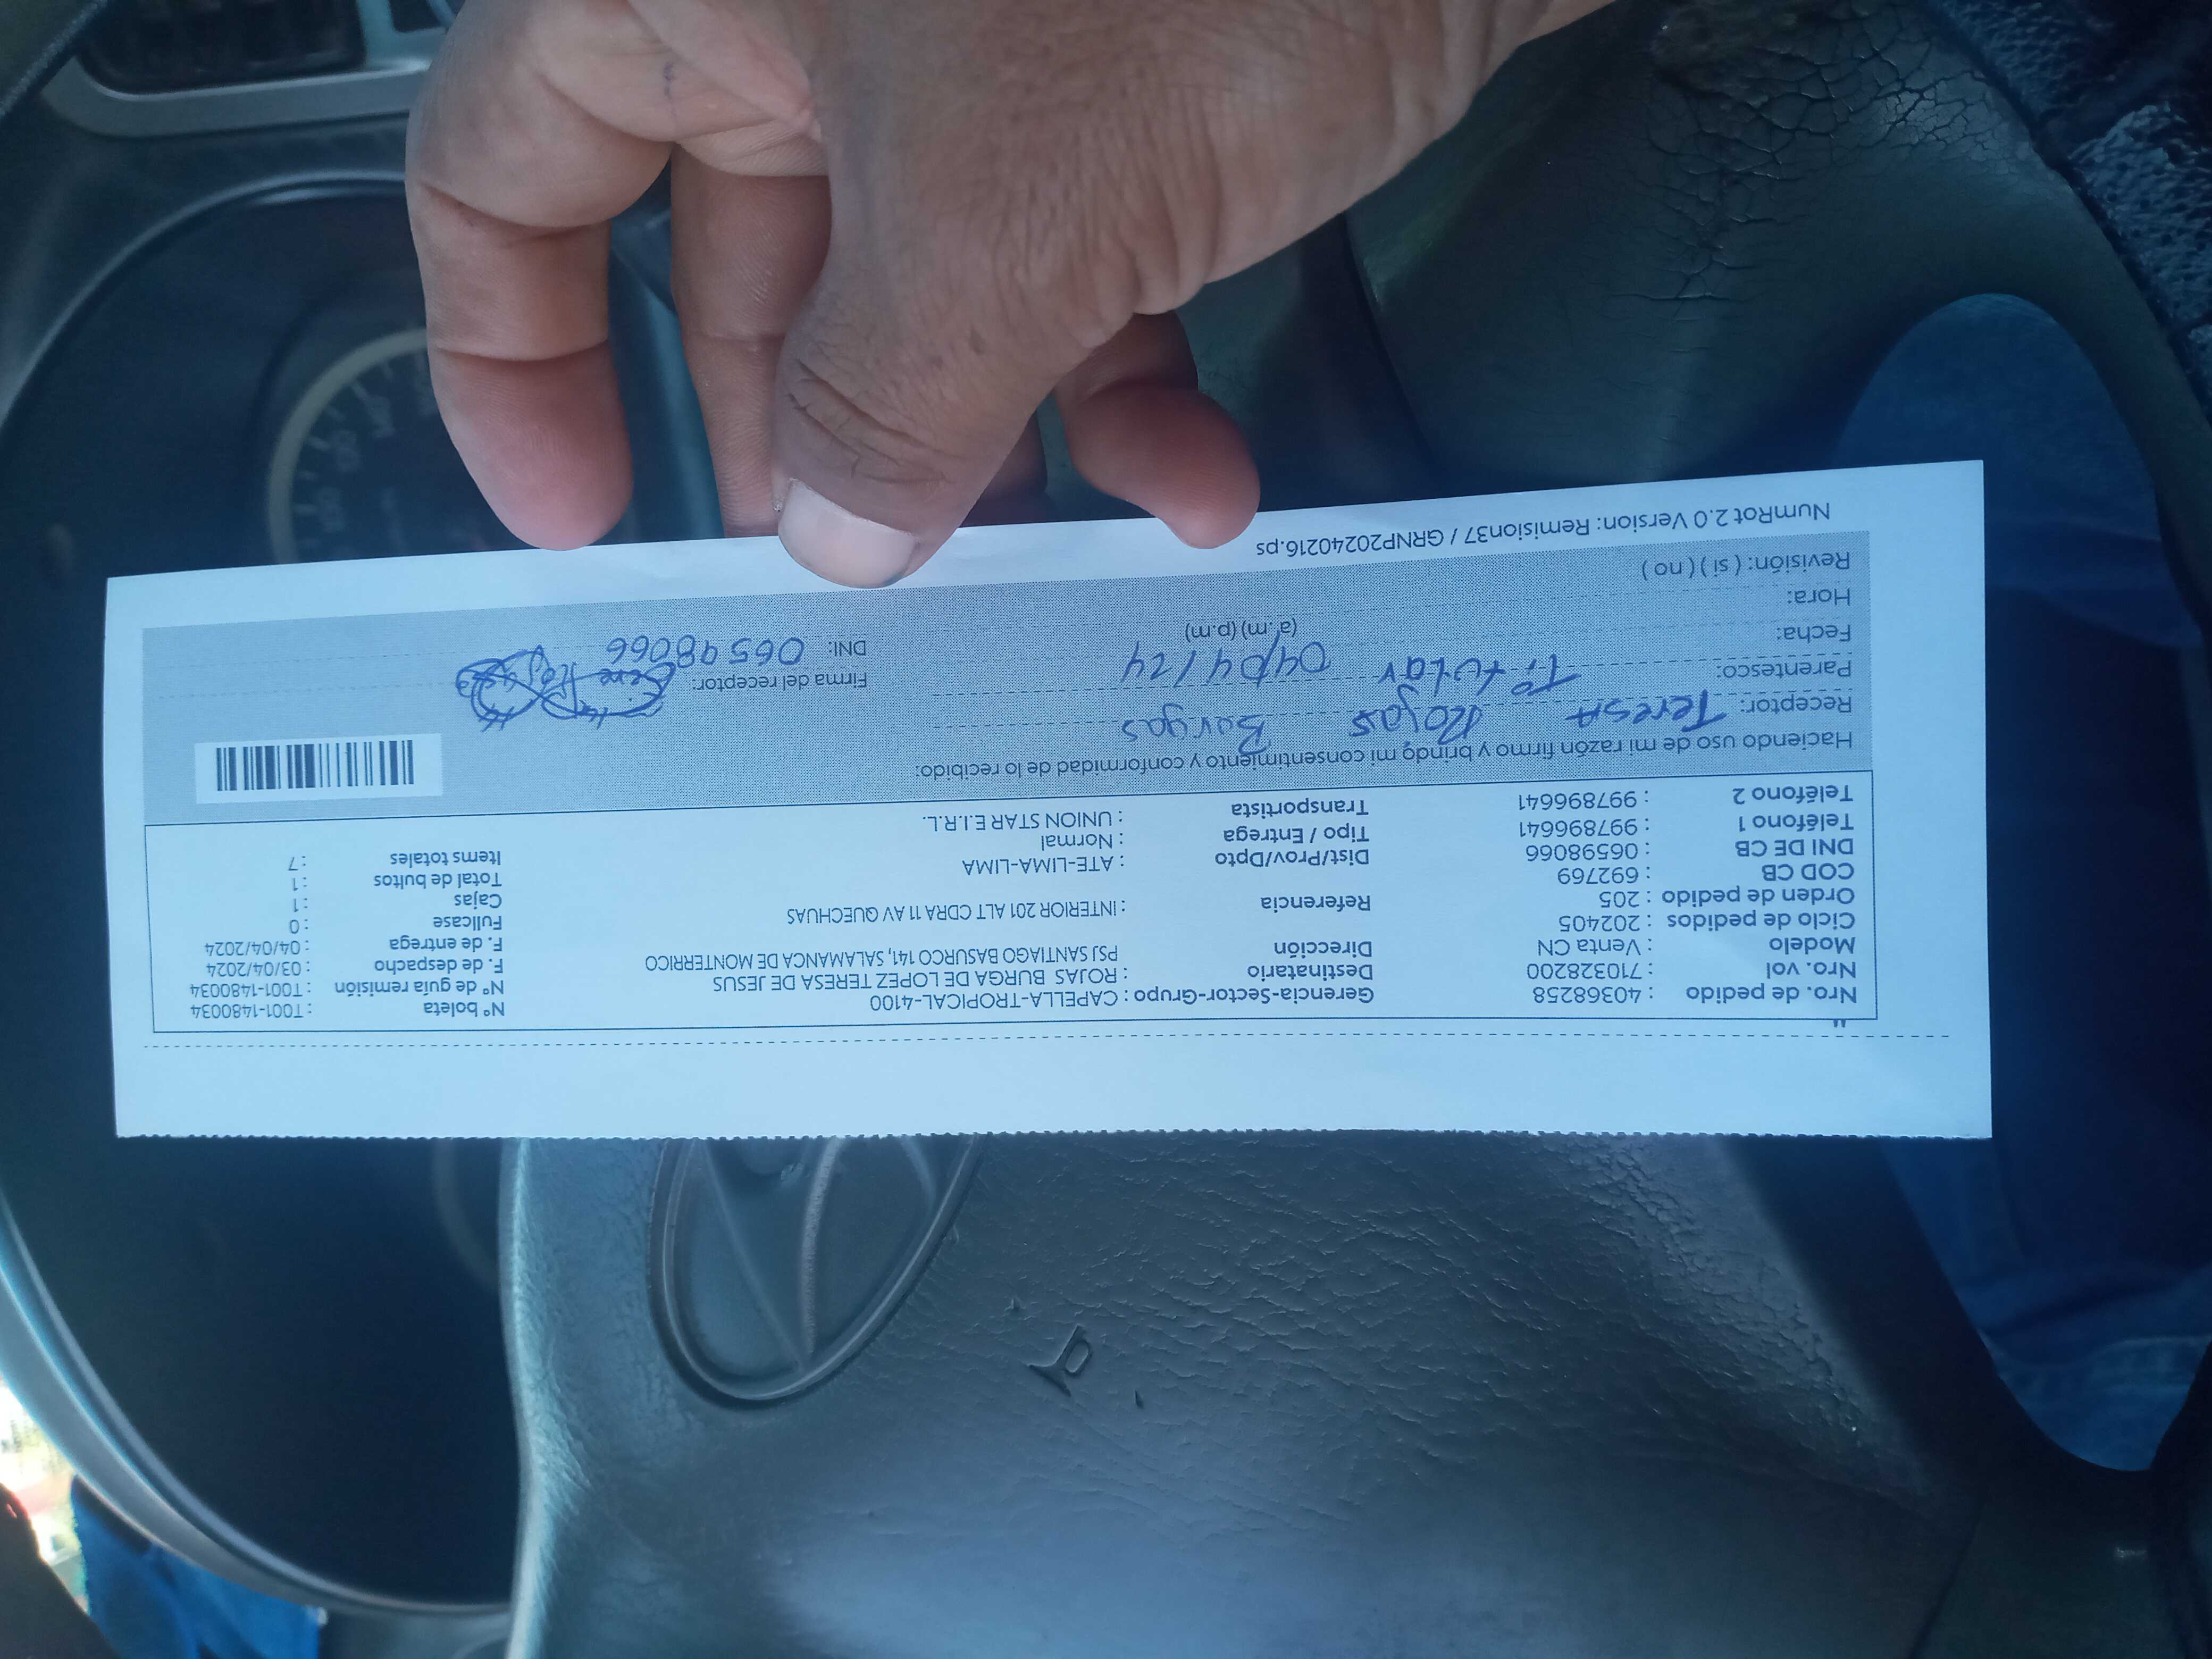 Nro. de pedido : 40368258 Gerencia-Sector-Grupo : CAPELLA-TROPICAL-4100 N° boleta : T001-1480034
Nro. vol : 710328200 Destinatario : ROJAS BURGA DE LOPEZ TERESA DE JESUS N° de guía remisión : T001-1480034
Modelo : Venta CN Dirección PSJ SANTIAGO BASURCO 141, SALAMANCA DE MONTERRICO F. de despacho : 03/04/2024
Ciclo de pedidos : 202405 F. de entrega : 04/04/2024
Orden de pedido : 205 Referencia : INTERIOR 201 ALT CDRA 11 AV QUECHUAS Fullcase : 0
COD CB : 692769 Cajas : 1
DNI DE CB : 06598066 Dist/Prov/Dpto : ATE-LIMA-LIMA Total de bultos : 1
Teléfono 1 : 997896641 Tipo / Entrega : Normal Items totales : 7
Teléfono 2 : 997896641 Transportista : UNION STAR E.I.R.L.
Haciendo uso de mi razón firmo y brindo mi consentimiento y conformidad de lo recibido:
Receptor: Teresa Rojas Burgas
Parentesco: Titular Firma del receptor:
Fecha: 04/04/24 DNI: 06598066
Hora: (a.m) (p.m)
Revisión: ( si ) ( no )
NumRot 2.0 Version: Remision37 / GRNP20240216.ps